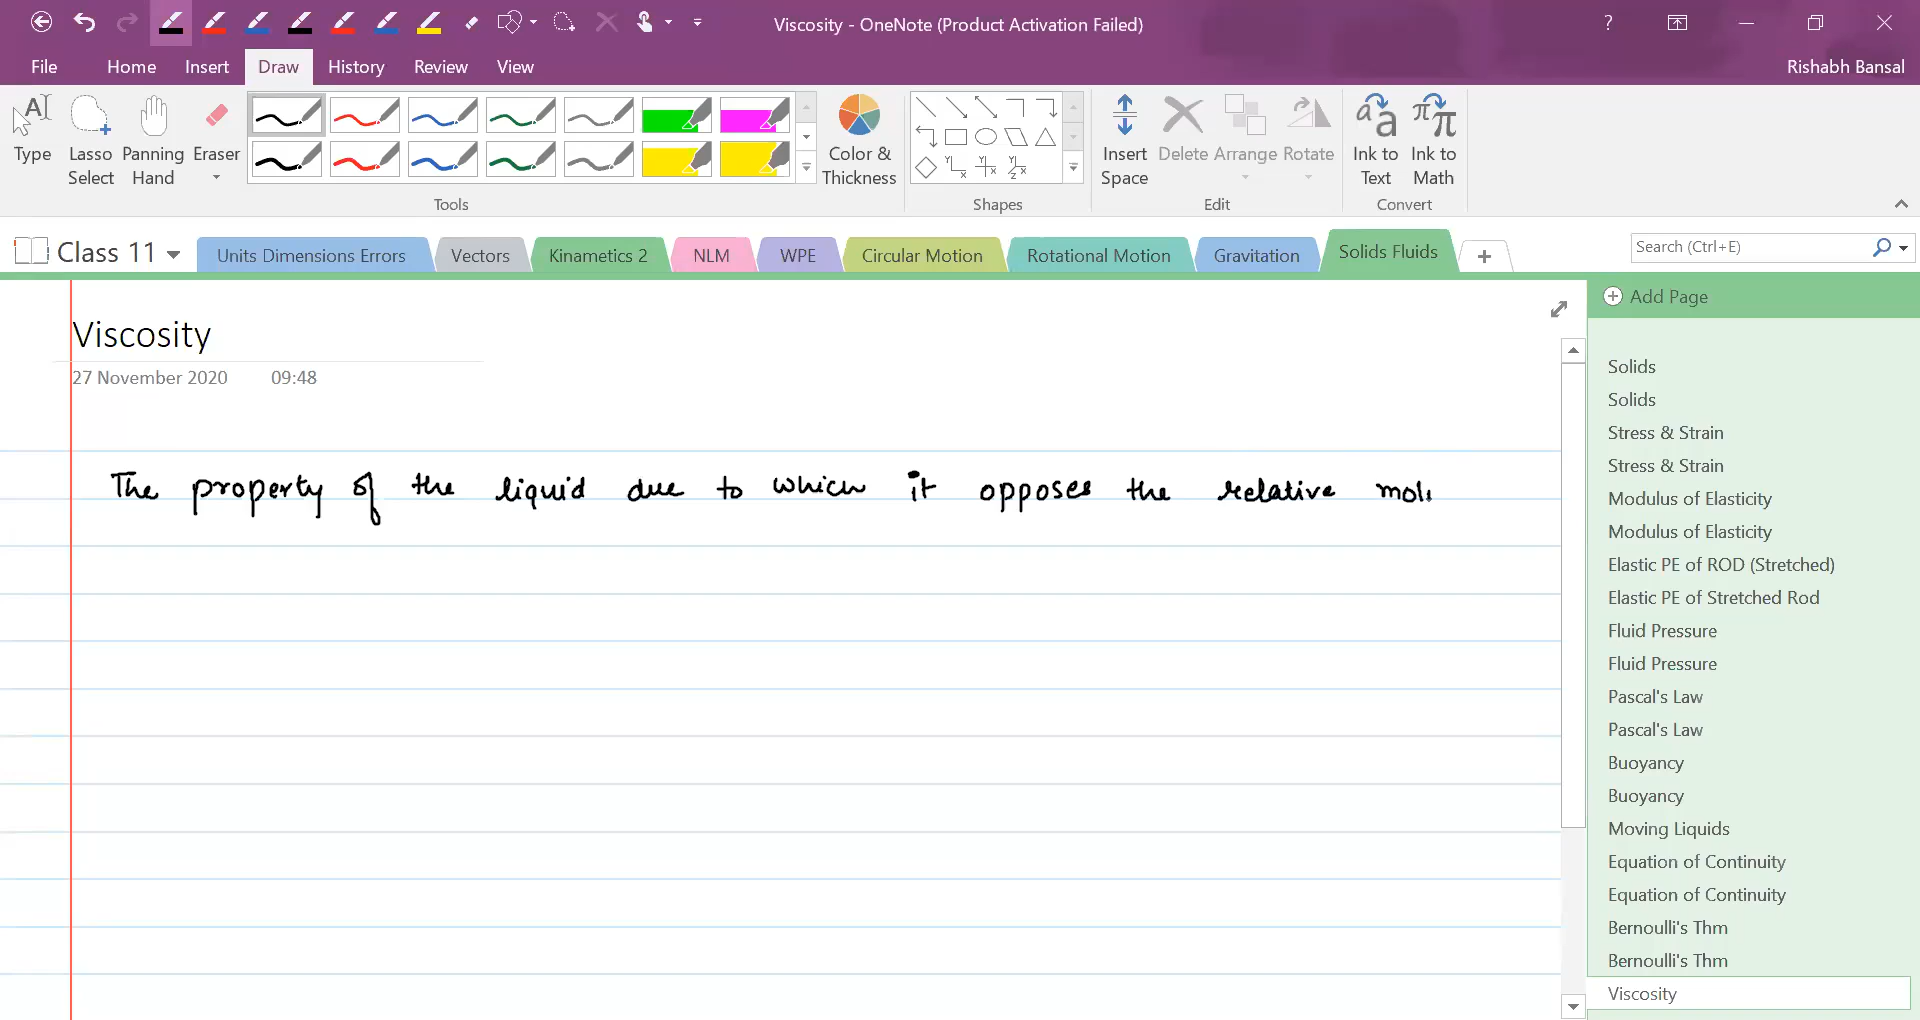 Viscosity - OneNote (Product Activation Failed)
?
File Home Insert Draw History Review View
Rishabh Bansal
Type
Lasso Select
Panning Hand
Eraser
Tools
Color & Thickness
Shapes
Insert Space
Delete
Arrange
Rotate
Edit
Ink to Text
Ink to Math
Convert
Class 11
Units Dimensions Errors
Vectors
Kinametics 2
NLM
WPE
Circular Motion
Rotational Motion
Gravitation
Solids Fluids
Search (Ctrl+E)
Viscosity
27 November 2020 09:48
The property of the liquid due to which it opposes the relative
Add Page
Solids
Solids
Stress & Strain
Stress & Strain
Modulus of Elasticity
Modulus of Elasticity
Elastic PE of ROD (Stretched)
Elastic PE of Stretched Rod
Fluid Pressure
Fluid Pressure
Pascal's Law
Pascal's Law
Buoyancy
Buoyancy
Moving Liquids
Equation of Continuity
Equation of Continuity
Bernoulli's Thm
Bernoulli's Thm
Viscosity